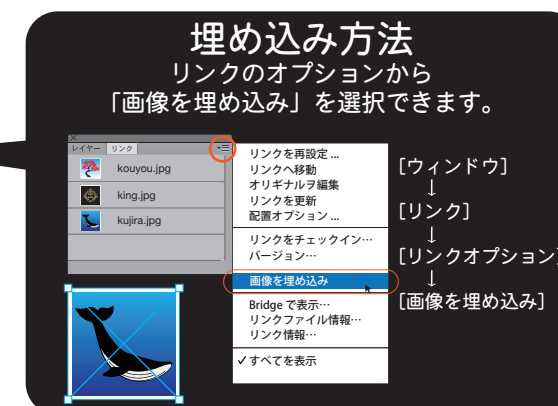 埋め込み方法
リンクのオプションから
「画像を埋め込み」を選択できます。
レイヤー リンク
kouyou.jpg
king.jpg
kujira.jpg
リンクを再設定 ...
リンクへ移動
オリギナルヲ編集
リンクを更新
配置オプション ...
リンクをチェックイン…
バージョン…
画像を埋め込み
Bridge で表示…
リンクファイル情報…
リンク情報…
✓すべてを表示
[ウィンドウ]
↓
[リンク]
↓
[リンクオプション]
↓
[画像を埋め込み]